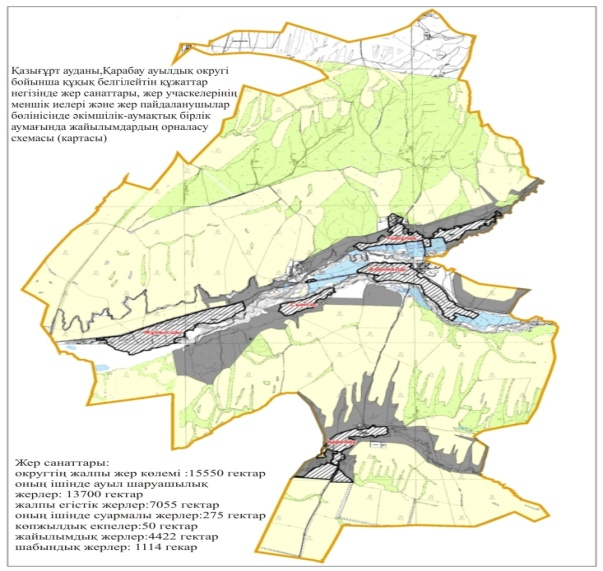 Қазығұрт ауданы,Қарабау ауылдық округі
бойынша құқық белгілейтін құжаттар
негізінде жер санаттары, жер учаскелерінің
меншік иелері және жер пайдаланушылар
бөлінісінде әкімшілік-аумақтық бірлік
аумағында жайылымдардың орналасу
схемасы (картасы)
Жер санаттары:
округтің жалпы жер көлемі :15550 гектар
оның ішінде ауыл шаруашылық
жерлер: 13700 гектар
жалпы егістік жерлер:7055 гектар
оның ішінде суармалы жерлер:275 гектар
көпжылдық екпелер:50 гектар
жайылымдық жерлер:4422 гектар
шабындық жерлер: 1114 гекар